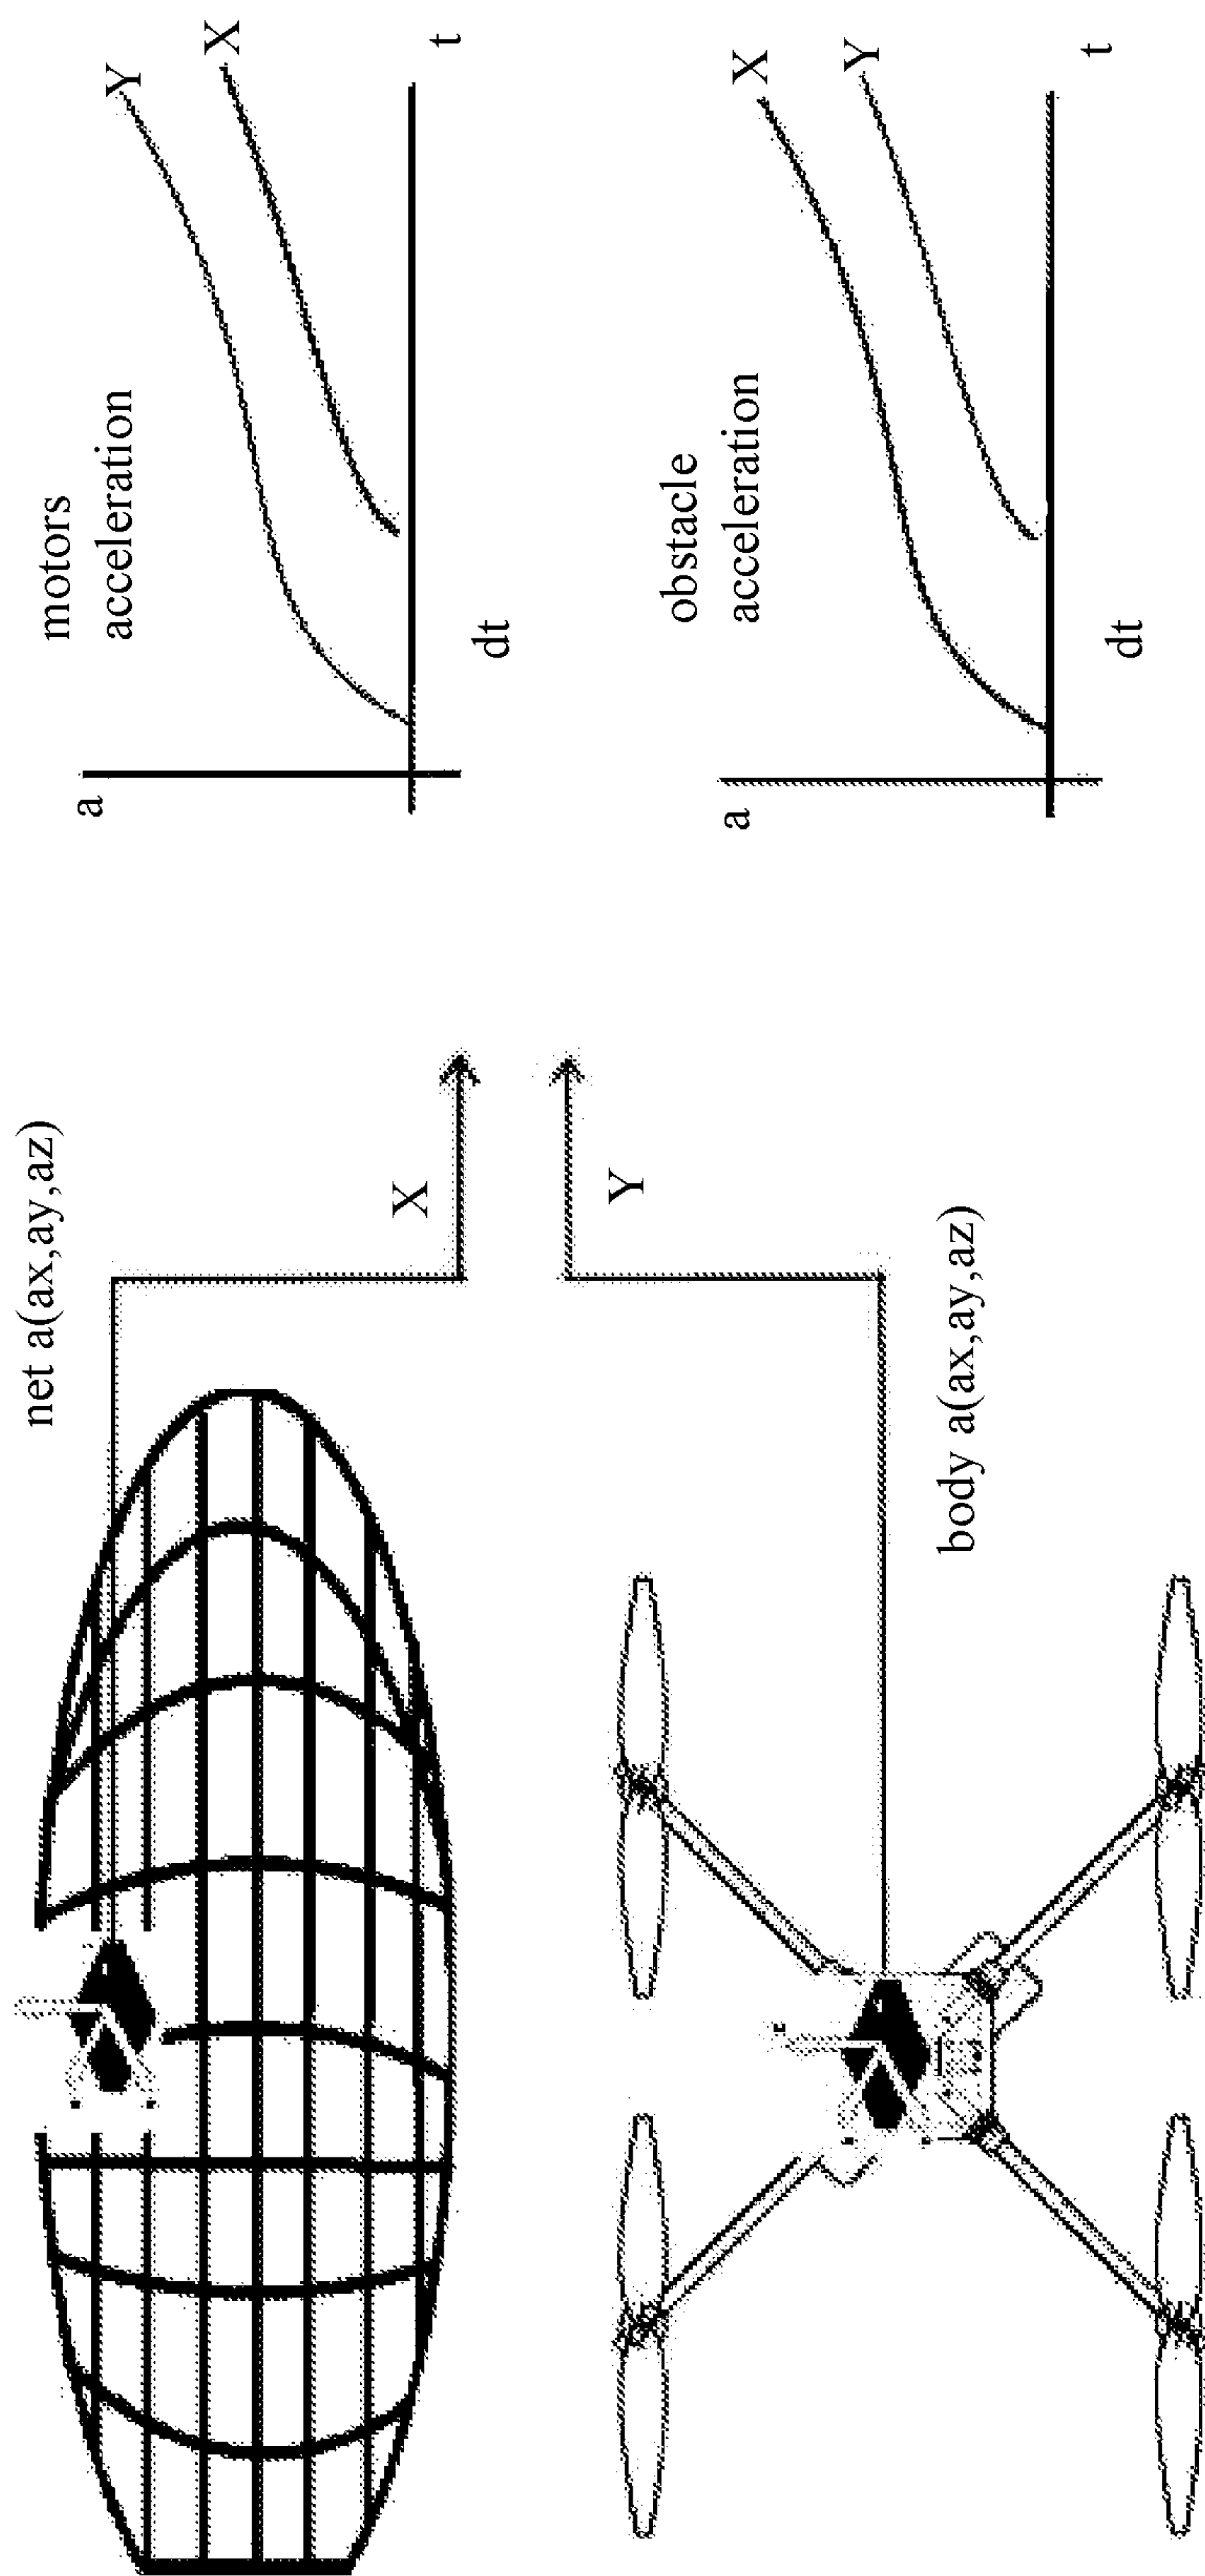 net a(ax,ay,az)
X
Y
body a(ax,ay,az)
motors
acceleration
a
Y
X
dt
t
obstacle
acceleration
a
X
Y
dt
t